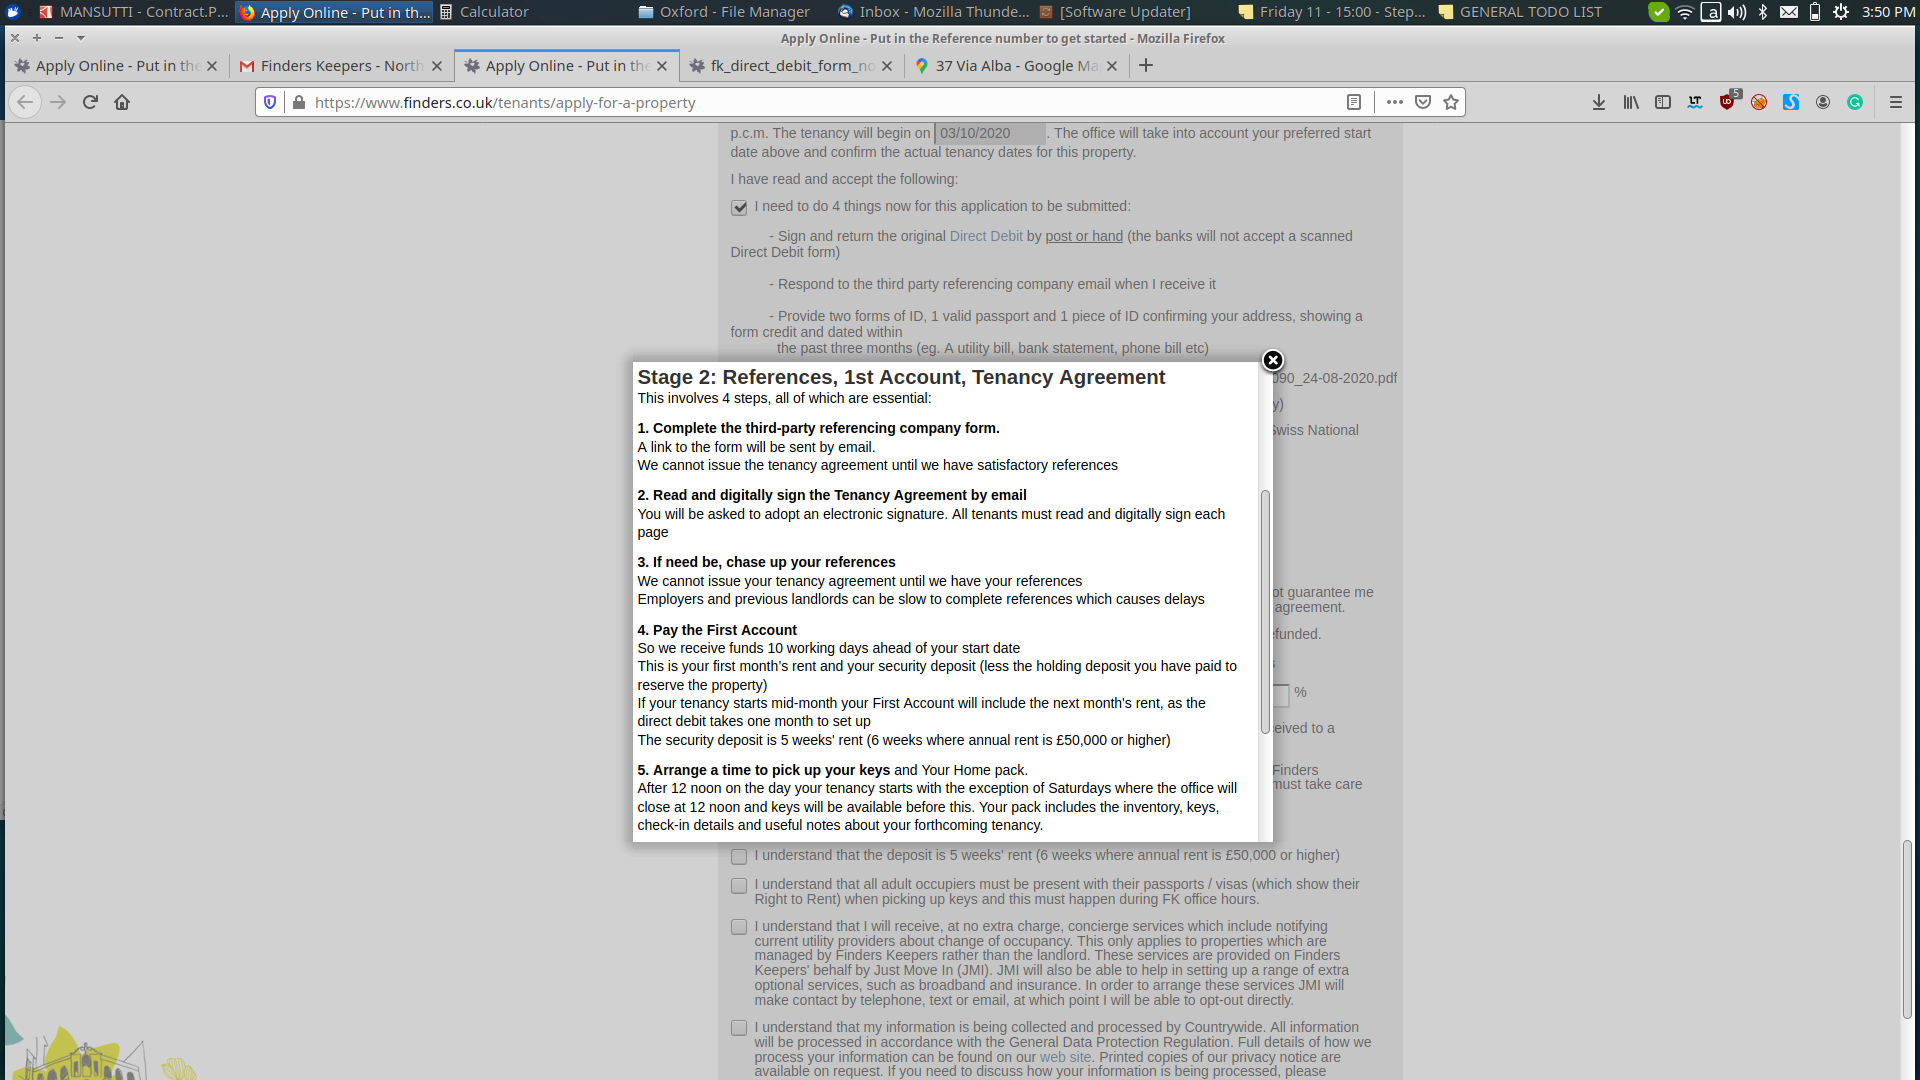 MANSUTTI - Contract.P...
Apply Online - Put in th...
Calculator
Oxford - File Manager
Inbox - Mozilla Thunde...
[Software Updater]
Friday 11 - 15:00 - Step...
GENERAL TODO LIST
a
3:50 PM
Apply Online - Put in the Reference number to get started - Mozilla Firefox
Apply Online - Put in the
Finders Keepers - North
Apply Online - Put in the
fk_direct_debit_form_no
37 Via Alba - Google Ma
https://www.finders.co.uk/tenants/apply-for-a-property
LT
5
p.c.m. The tenancy will begin on 03/10/2020 . The office will take into account your preferred start
date above and confirm the actual tenancy dates for this property.
I have read and accept the following:
I need to do 4 things now for this application to be submitted:
- Sign and return the original Direct Debit by post or hand (the banks will not accept a scanned
Direct Debit form)
- Respond to the third party referencing company email when I receive it
- Provide two forms of ID, 1 valid passport and 1 piece of ID confirming your address, showing a
form credit and dated within
the past three months (eg. A utility bill, bank statement, phone bill etc)
Stage 2: References, 1st Account, Tenancy Agreement
This involves 4 steps, all of which are essential:
1. Complete the third-party referencing company form.
A link to the form will be sent by email.
We cannot issue the tenancy agreement until we have satisfactory references
2. Read and digitally sign the Tenancy Agreement by email
You will be asked to adopt an electronic signature. All tenants must read and digitally sign each
page
3. If need be, chase up your references
We cannot issue your tenancy agreement until we have your references
Employers and previous landlords can be slow to complete references which causes delays
4. Pay the First Account
So we receive funds 10 working days ahead of your start date
This is your first month's rent and your security deposit (less the holding deposit you have paid to
reserve the property)
If your tenancy starts mid-month your First Account will include the next month's rent, as the
direct debit takes one month to set up
The security deposit is 5 weeks' rent (6 weeks where annual rent is £50,000 or higher)
5. Arrange a time to pick up your keys and Your Home pack.
After 12 noon on the day your tenancy starts with the exception of Saturdays where the office will
close at 12 noon and keys will be available before this. Your pack includes the inventory, keys,
check-in details and useful notes about your forthcoming tenancy.
090_24-08-2020.pdf
y)
Swiss National
ot guarantee me
agreement.
efunded.
s
%
eived to a
Finders
must take care
I understand that the deposit is 5 weeks' rent (6 weeks where annual rent is £50,000 or higher)
I understand that all adult occupiers must be present with their passports / visas (which show their
Right to Rent) when picking up keys and this must happen during FK office hours.
I understand that I will receive, at no extra charge, concierge services which include notifying
current utility providers about change of occupancy. This only applies to properties which are
managed by Finders Keepers rather than the landlord. These services are provided on Finders
Keepers' behalf by Just Move In (JMI). JMI will also be able to help in setting up a range of extra
optional services, such as broadband and insurance. In order to arrange these services JMI will
make contact by telephone, text or email, at which point I will be able to opt-out directly.
I understand that my information is being collected and processed by Countrywide. All information
will be processed in accordance with the General Data Protection Regulation. Full details of how we
process your information can be found on our web site. Printed copies of our privacy notice are
available on request. If you need to discuss how your information is being processed, please